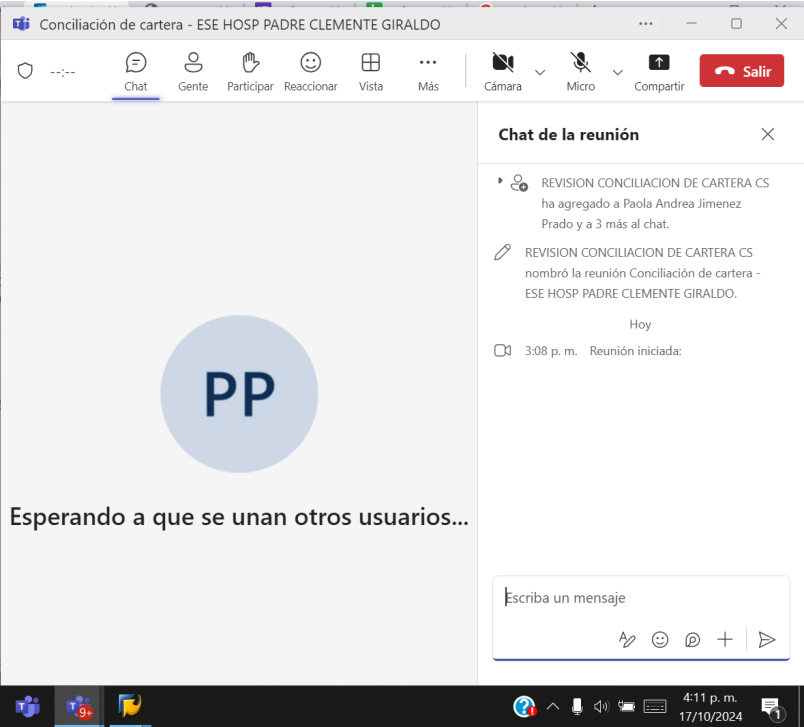 Conciliación de cartera - ESE HOSP PADRE CLEMENTE GIRALDO
--:--
Chat
Gente
Participar
Reaccionar
Vista
Más
Cámara
Micro
Compartir
Salir
Chat de la reunión
REVISION CONCILIACION DE CARTERA CS
ha agregado a Paola Andrea Jimenez
Prado y a 3 más al chat.
REVISION CONCILIACION DE CARTERA CS
nombró la reunión Conciliación de cartera -
ESE HOSP PADRE CLEMENTE GIRALDO.
Hoy
3:08 p. m. Reunión iniciada:
PP
Esperando a que se unan otros usuarios...
Escriba un mensaje
9+
4:11 p. m.
17/10/2024
1